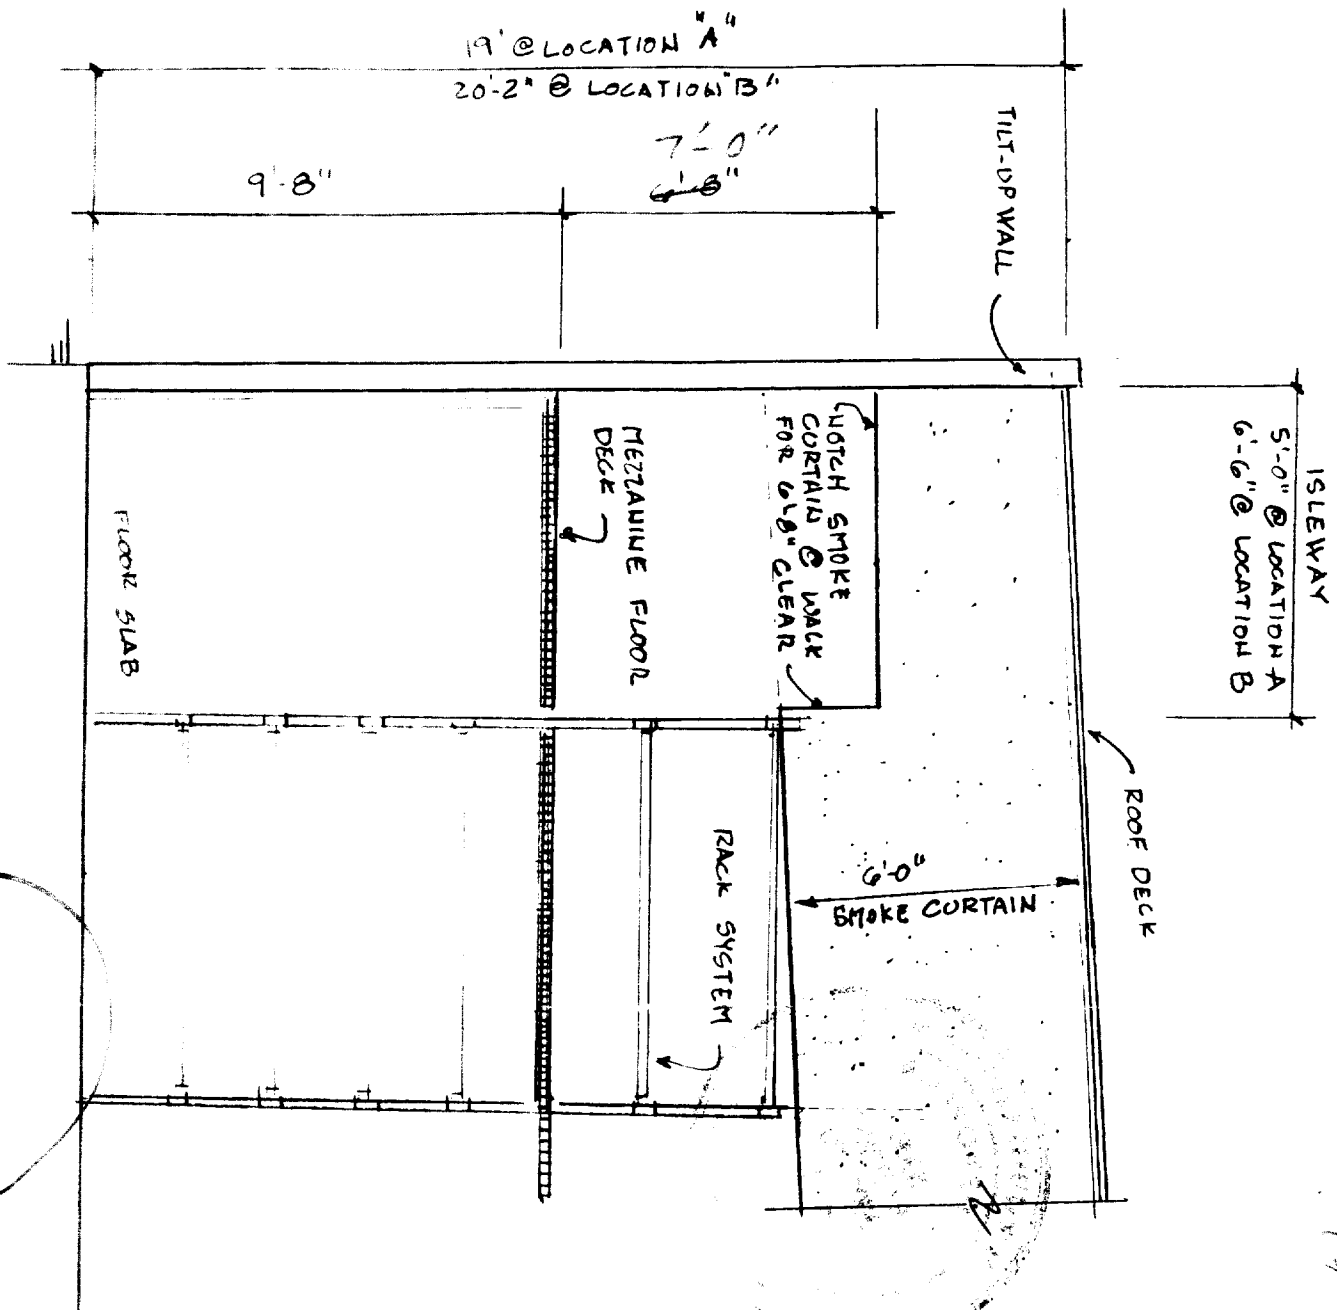 19' @ LOCATION "A"
20'-2" @ LOCATION "B"
7'-0"
6'-8"
9'-8"
TILT-UP WALL
ISLEWAY
5'-0" @ LOCATION A
6'-6" @ LOCATION B
NOTCH SMOKE
CURTAIN @ WALK
FOR 6'-8" CLEAR
MEZZANINE FLOOR
DECK
FLOOR SLAB
ROOF DECK
6'-0"
SMOKE CURTAIN
RACK SYSTEM